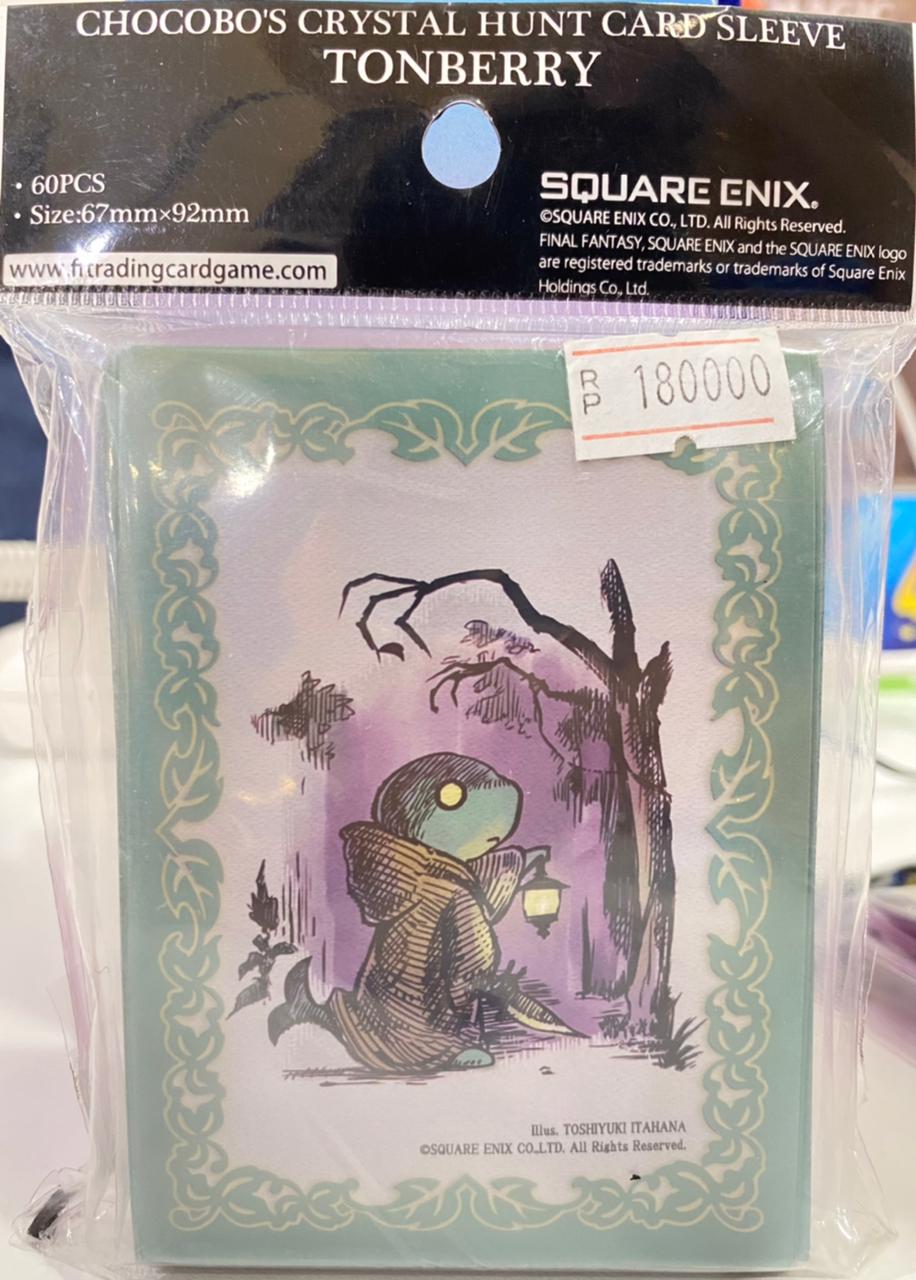 CHOCOBO'S CRYSTAL HUNT CARD SLEEVE
TONBERRY
・60PCS
・Size:67mm×92mm
www.fftradingcardgame.com
SQUARE ENIX®
©SQUARE ENIX CO., LTD. All Rights Reserved.
FINAL FANTASY, SQUARE ENIX and the SQUARE ENIX logo
are registered trademarks or trademarks of Square Enix
Holdings Co., Ltd.
RP 180000
Illus. TOSHIYUKI ITAHANA
©SQUARE ENIX CO.,LTD. All Rights Reserved.